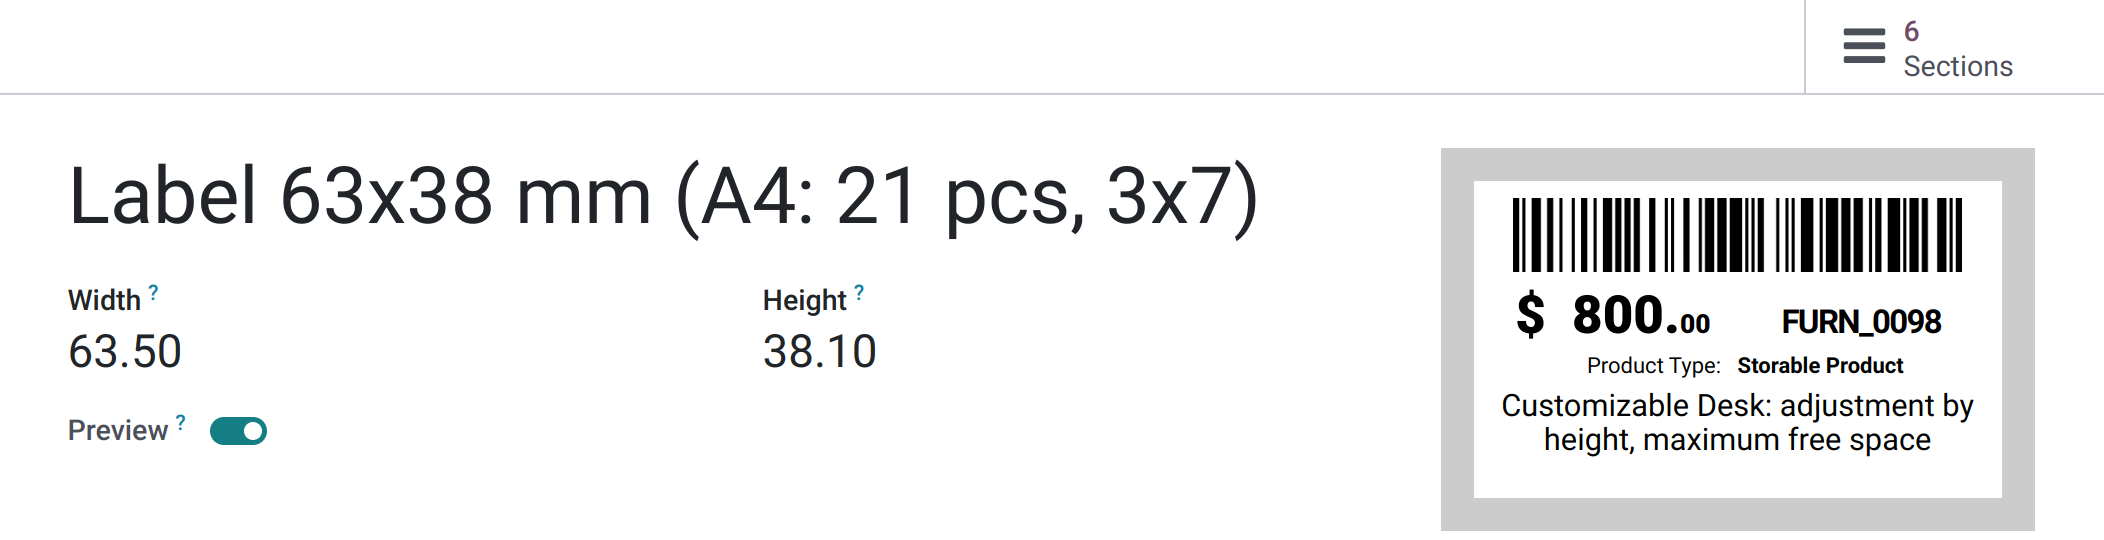 6
Sections
Label 63x38 mm (A4: 21 pcs, 3x7)
Width ?
63.50
Height ?
38.10
Preview ?
$ 800.00 FURN_0098
Product Type: Storable Product
Customizable Desk: adjustment by
height, maximum free space